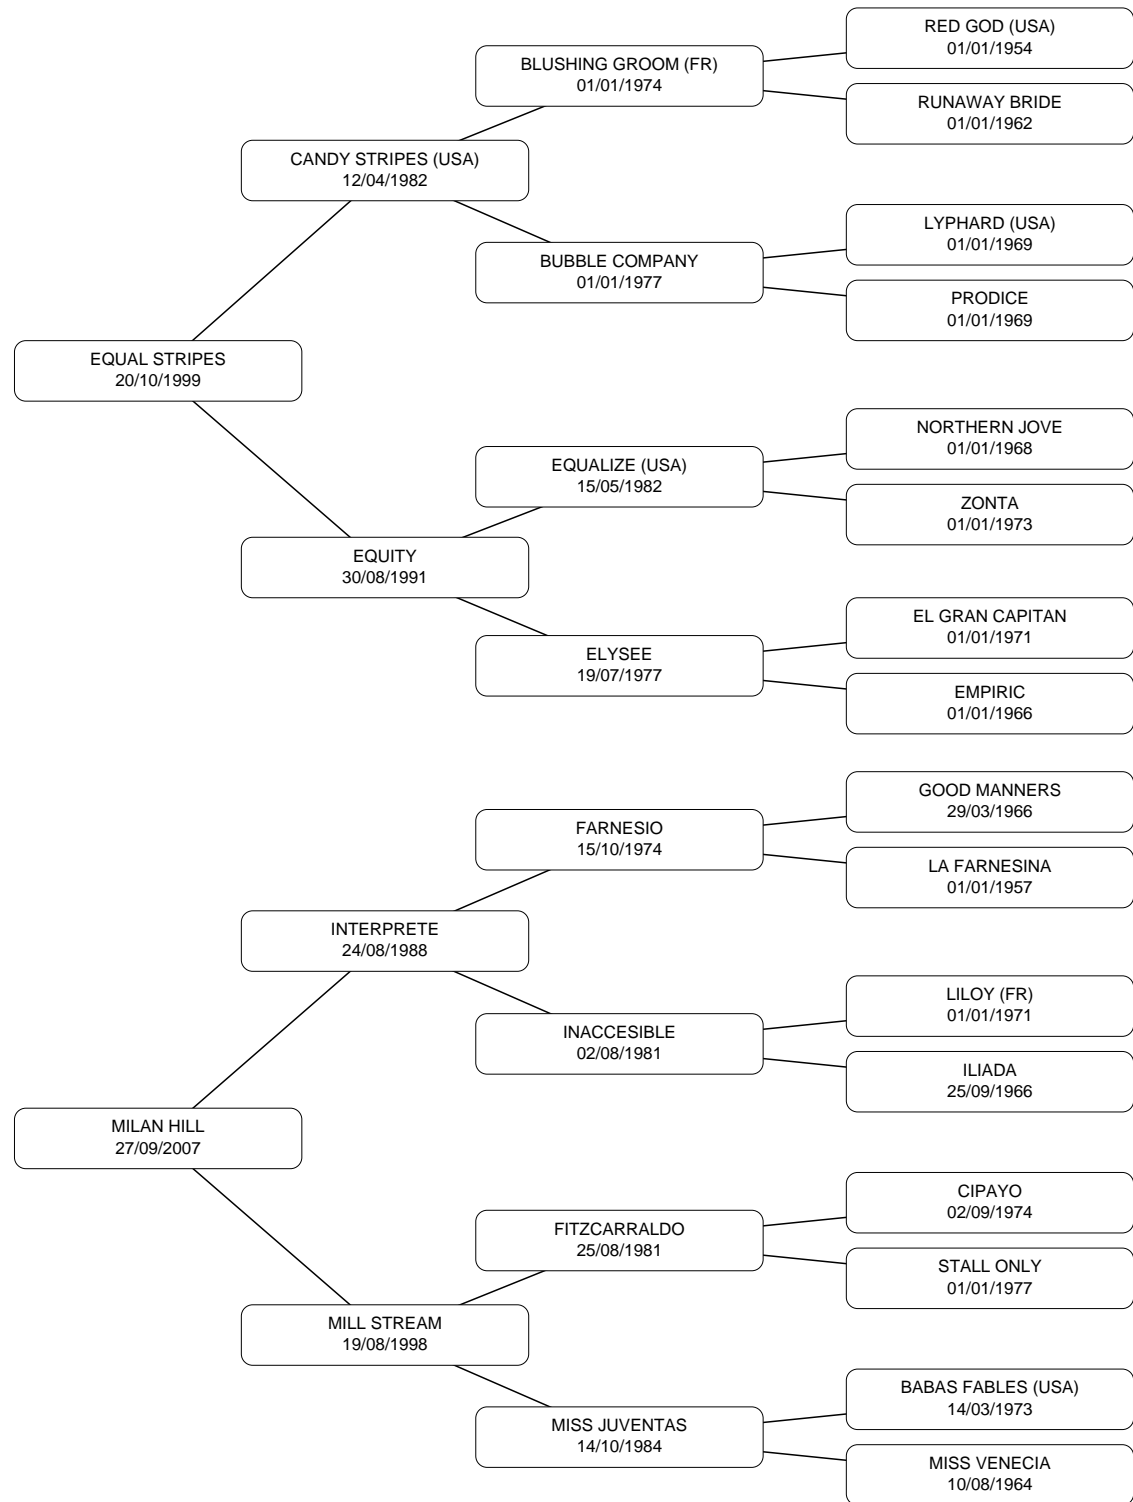 RED GOD (USA)
01/01/1954
BLUSHING GROOM (FR)
01/01/1974
RUNAWAY BRIDE
01/01/1962
CANDY STRIPES (USA)
12/04/1982
LYPHARD (USA)
01/01/1969
BUBBLE COMPANY
01/01/1977
PRODICE
01/01/1969
EQUAL STRIPES
20/10/1999
NORTHERN JOVE
01/01/1968
EQUALIZE (USA)
15/05/1982
ZONTA
01/01/1973
EQUITY
30/08/1991
EL GRAN CAPITAN
01/01/1971
ELYSEE
19/07/1977
EMPIRIC
01/01/1966
GOOD MANNERS
29/03/1966
FARNESIO
15/10/1974
LA FARNESINA
01/01/1957
INTERPRETE
24/08/1988
LILOY (FR)
01/01/1971
INACCESIBLE
02/08/1981
ILIADA
25/09/1966
MILAN HILL
27/09/2007
CIPAYO
02/09/1974
FITZCARRALDO
25/08/1981
STALL ONLY
01/01/1977
MILL STREAM
19/08/1998
BABAS FABLES (USA)
14/03/1973
MISS JUVENTAS
14/10/1984
MISS VENECIA
10/08/1964